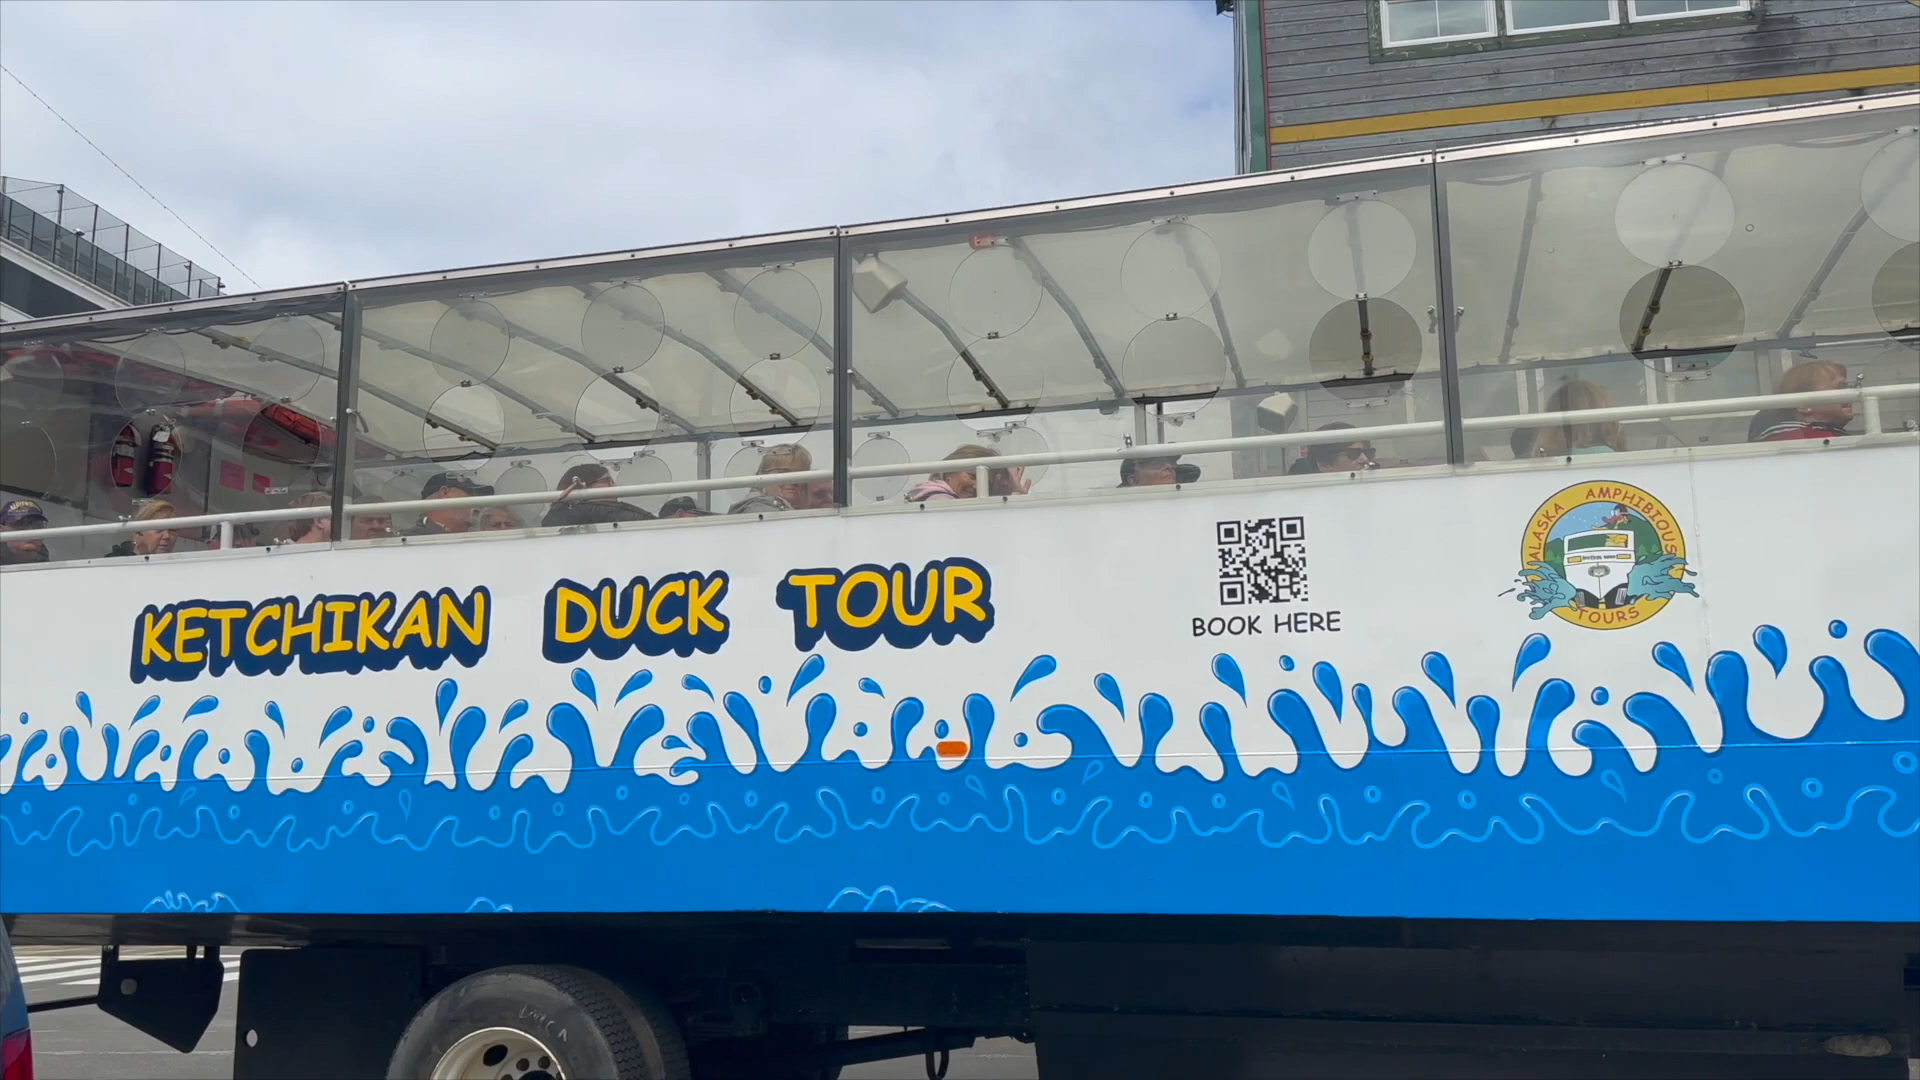 KETCHIKAN DUCK TOUR
BOOK HERE
ALASKA AMPHIBIOUS
TOURS